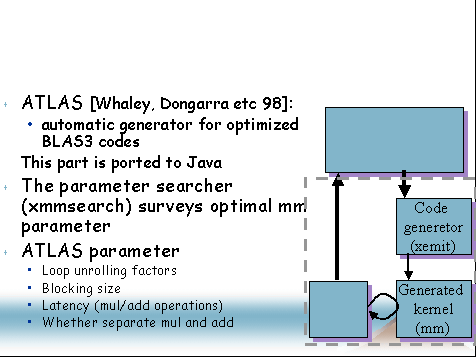 ATLAS [Whaley, Dongarra etc 98]:
automatic generator for optimized
BLAS3 codes
This part is ported to Java
The parameter searcher
(xmmsearch) surveys optimal mm
parameter
ATLAS parameter
Loop unrolling factors
Blocking size
Latency (mul/add operations)
Whether separate mul and add
Code
generetor
(xemit)
Generated
kernel
(mm)